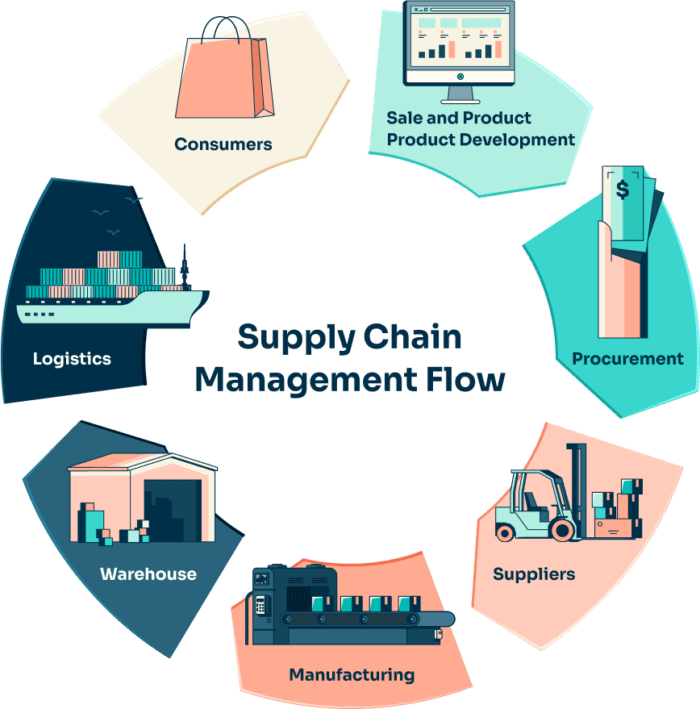 Consumers
Sale and Product
Product Development
Logistics
$
Procurement
Supply Chain
Management Flow
Warehouse
Suppliers
Manufacturing